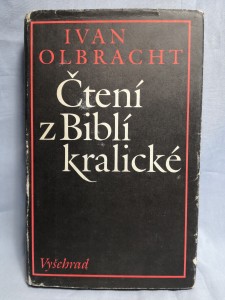 IVAN
OLBRACHT
Čtení
z Biblí
kralické
Vyšehrad